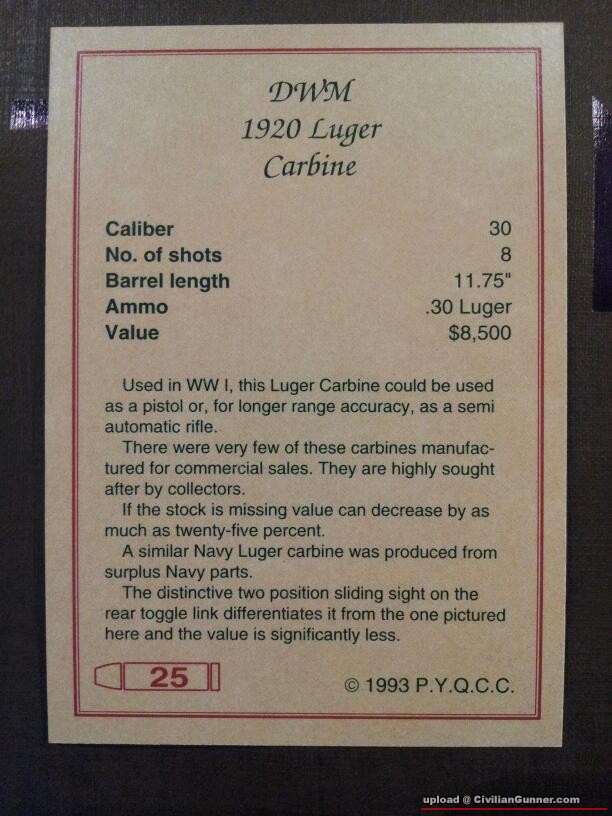 DWM
1920 Luger
Carbine
Caliber 30
No. of shots 8
Barrel length 11.75"
Ammo .30 Luger
Value $8,500
Used in WW I, this Luger Carbine could be used
as a pistol or, for longer range accuracy, as a semi
automatic rifle.
There were very few of these carbines manufac-
tured for commercial sales. They are highly sought
after by collectors.
If the stock is missing value can decrease by as
much as twenty-five percent.
A similar Navy Luger carbine was produced from
surplus Navy parts.
The distinctive two position sliding sight on the
rear toggle link differentiates it from the one pictured
here and the value is significantly less.
25
© 1993 P.Y.Q.C.C.
upload @ CivilianGunner.com